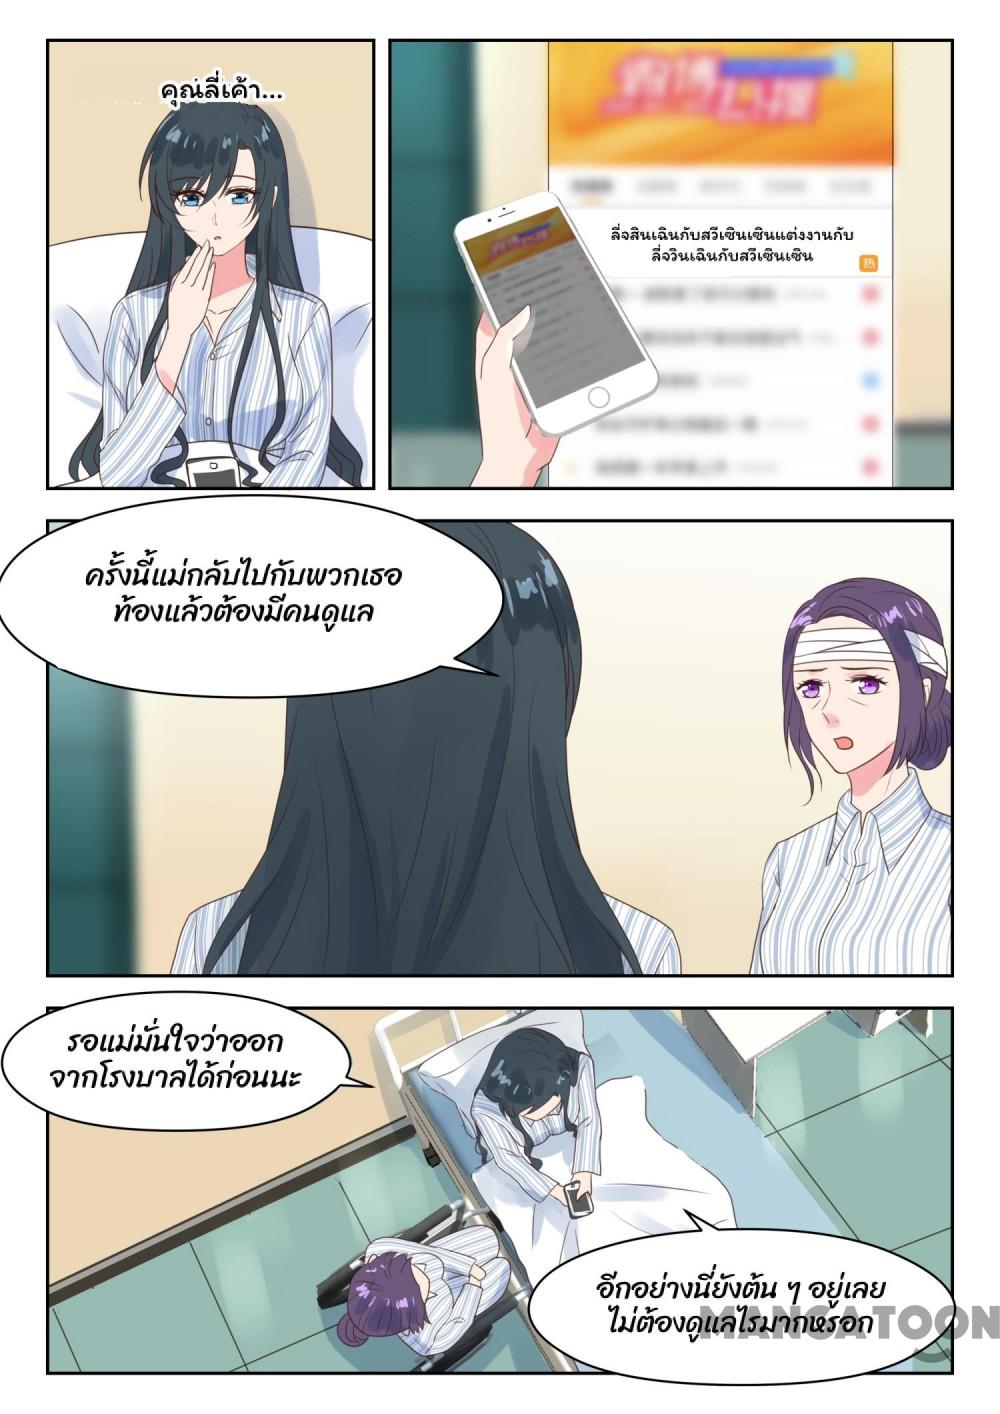 คุณลี่เค้า...
ลี่จสินเฉินกับสวีเซินเซินแต่งงานกับ
ลี่จวินเฉินกับสวีเซินเซิน
热
ครั้งนี้แม่กลับไปกับพวกเธอ
ท้องแล้วต้องมีคนดูแล
รอแม่มั่นใจว่าออก
จากโรงบาลได้ก่อนนะ
อีกอย่างนี่ยังต้น ๆ อยู่เลย
ไม่ต้องดูแลไรมากหรอก
MANGATOON